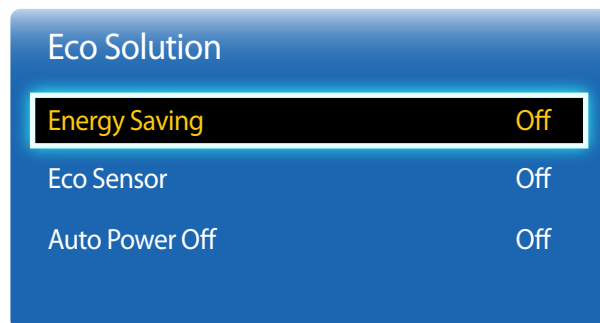 Eco Solution
Energy Saving Off
Eco Sensor Off
Auto Power Off Off